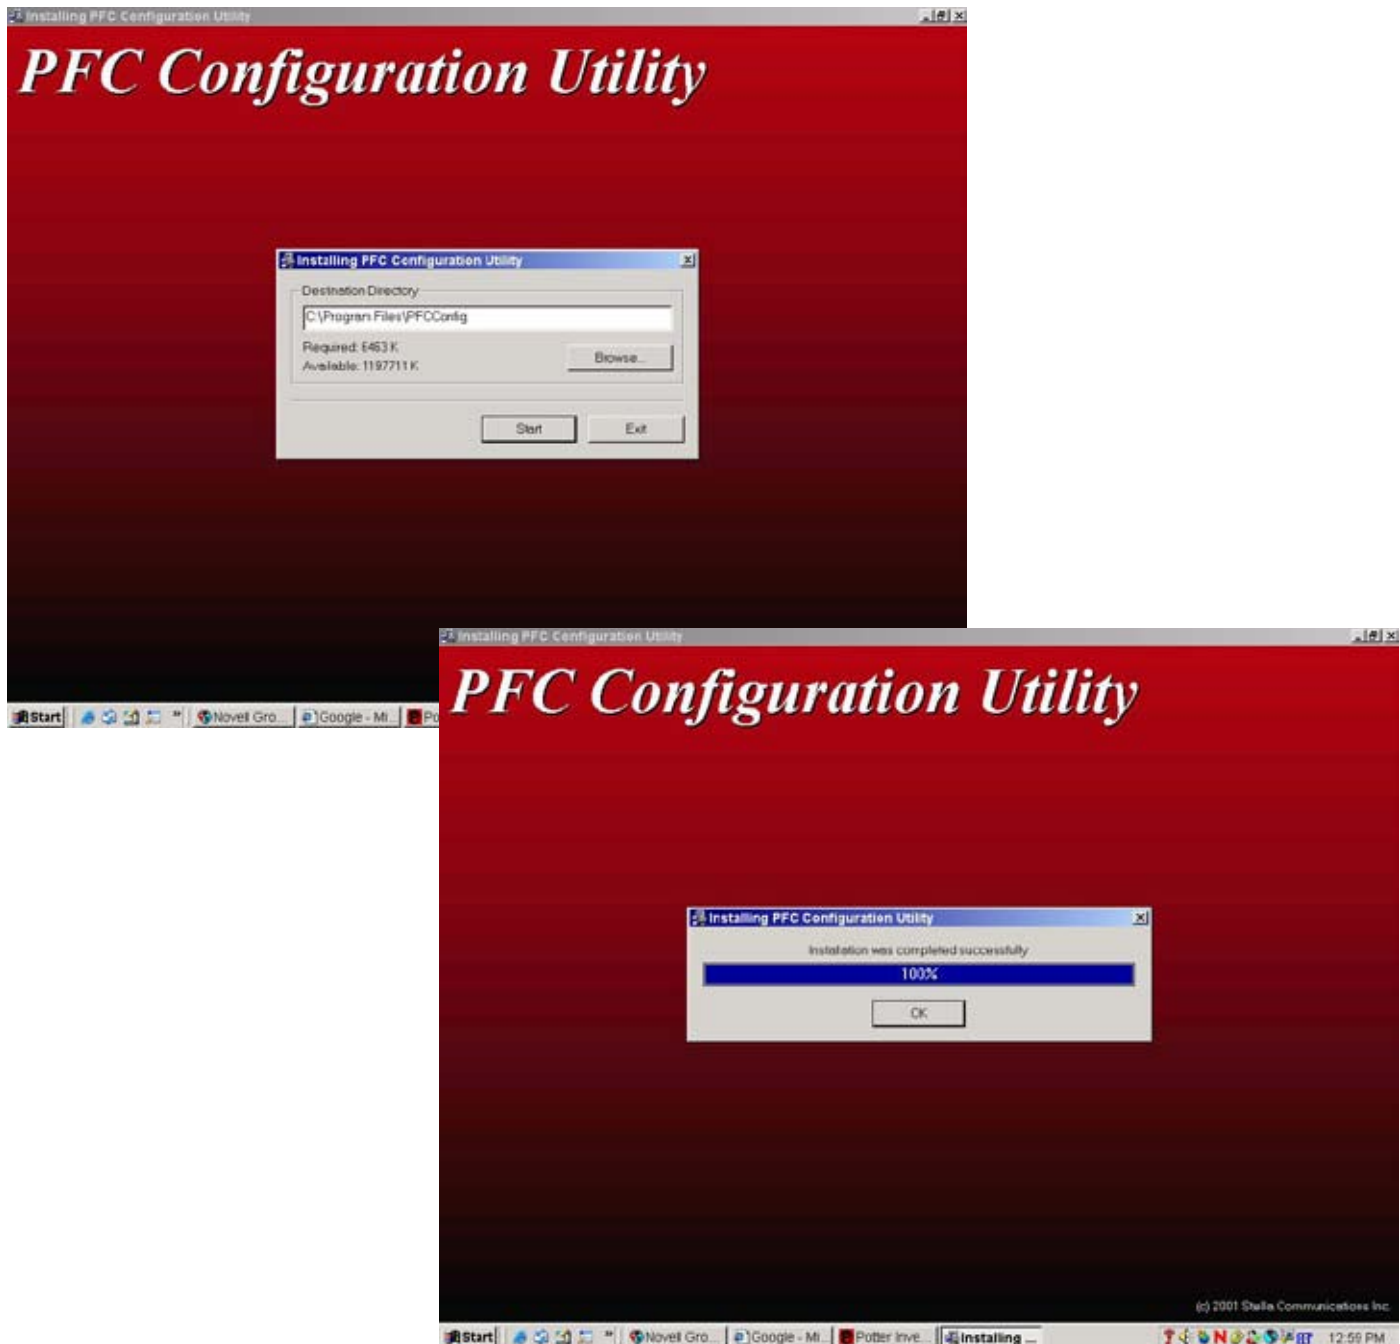 Installing PFC Configuration Utility
PFC Configuration Utility
Installing PFC Configuration Utility
Destination Directory
C:\Program Files\PFCConfig
Required: 6463 K
Available: 1197711 K
Browse...
Start
Exit
Start
Novell Gro...
Google - Mi...
Po
Installing PFC Configuration Utility
PFC Configuration Utility
Installing PFC Configuration Utility
Installation was completed successfully
100%
OK
(c) 2001 Stella Communications Inc.
Start
Novell Gro...
Google - Mi...
Potter Inve...
Installing ...
12:59 PM